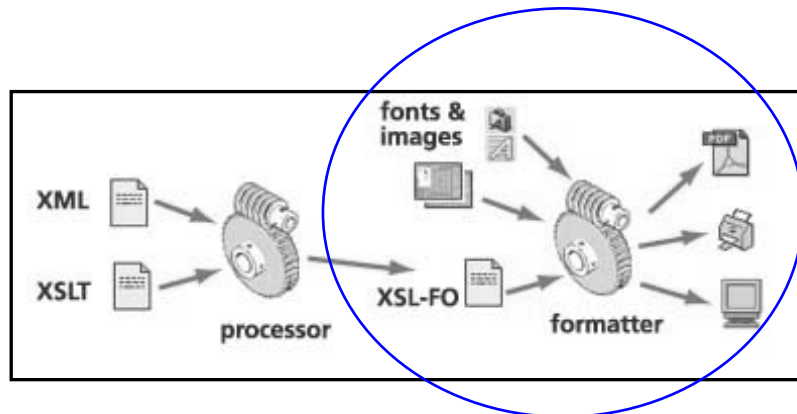 fonts &
images
PDF
XML
XSLT
XSL-FO
processor
formatter